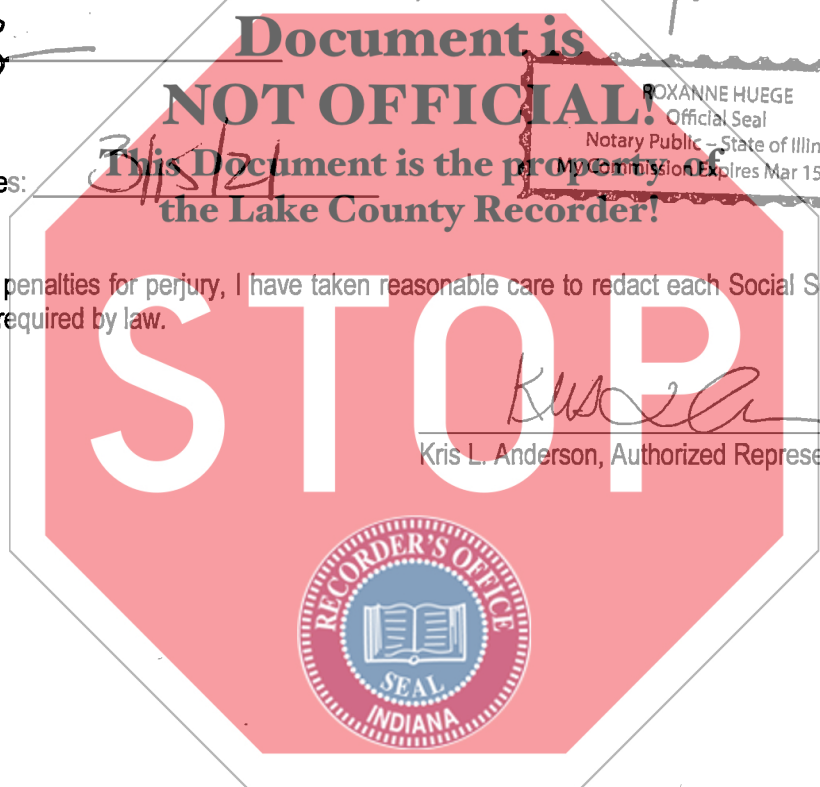 Document is
NOT OFFICIAL!
This Document is the property of
the Lake County Recorder!
ROXANNE HUEGE
Official Seal
Notary Public – State of Illin
My Commission Expires Mar 15
es: 3/15/21
penalties for perjury, I have taken reasonable care to redact each Social S
required by law.
STOP
Kris L. Anderson, Authorized Represe
RECORDER'S OFFICE
SEAL
INDIANA